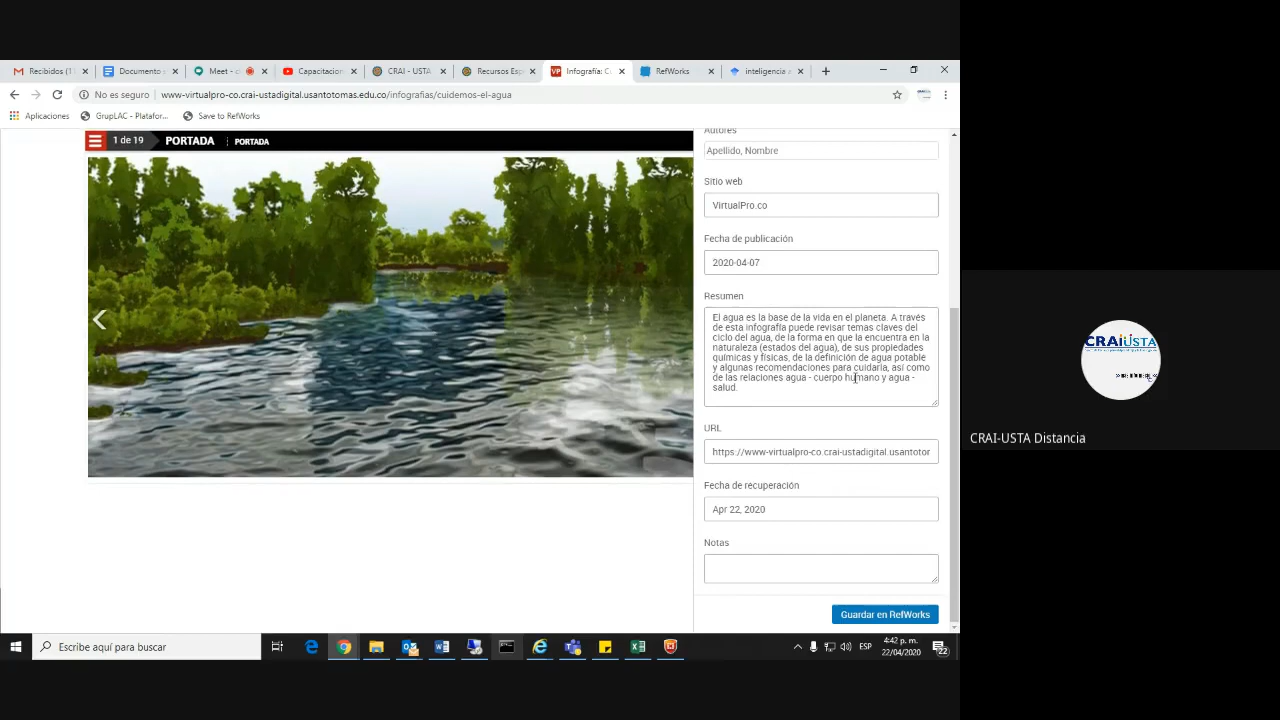 Recibidos (1
Documento s
Meet - c
Capacitacion
CRAI - USTA
Recursos Esp
VP Infografía: Cu
RefWorks
inteligencia a
No es seguro | www-virtualpro-co.crai-ustadigital.usantotomas.edu.co/infografias/cuidemos-el-agua
Aplicaciones
GrupLAC - Platafor...
Save to RefWorks
1 de 19
PORTADA
PORTADA
Autores
Apellido, Nombre
Sitio web
VirtualPro.co
Fecha de publicación
2020-04-07
Resumen
El agua es la base de la vida en el planeta. A través
de esta infografía puede revisar temas claves del
ciclo del agua, de la forma en que la encuentra en la
naturaleza (estados del agua), de sus propiedades
químicas y físicas, de la definición de agua potable
y algunas recomendaciones para cuidarla, así como
de las relaciones agua - cuerpo humano y agua -
salud.
URL
https://www-virtualpro-co.crai-ustadigital.usantotor
Fecha de recuperación
Apr 22, 2020
Notas
Guardar en RefWorks
CRAIUSTA
CRAI-USTA Distancia
Escribe aquí para buscar
ESP
4:42 p. m.
22/04/2020
22